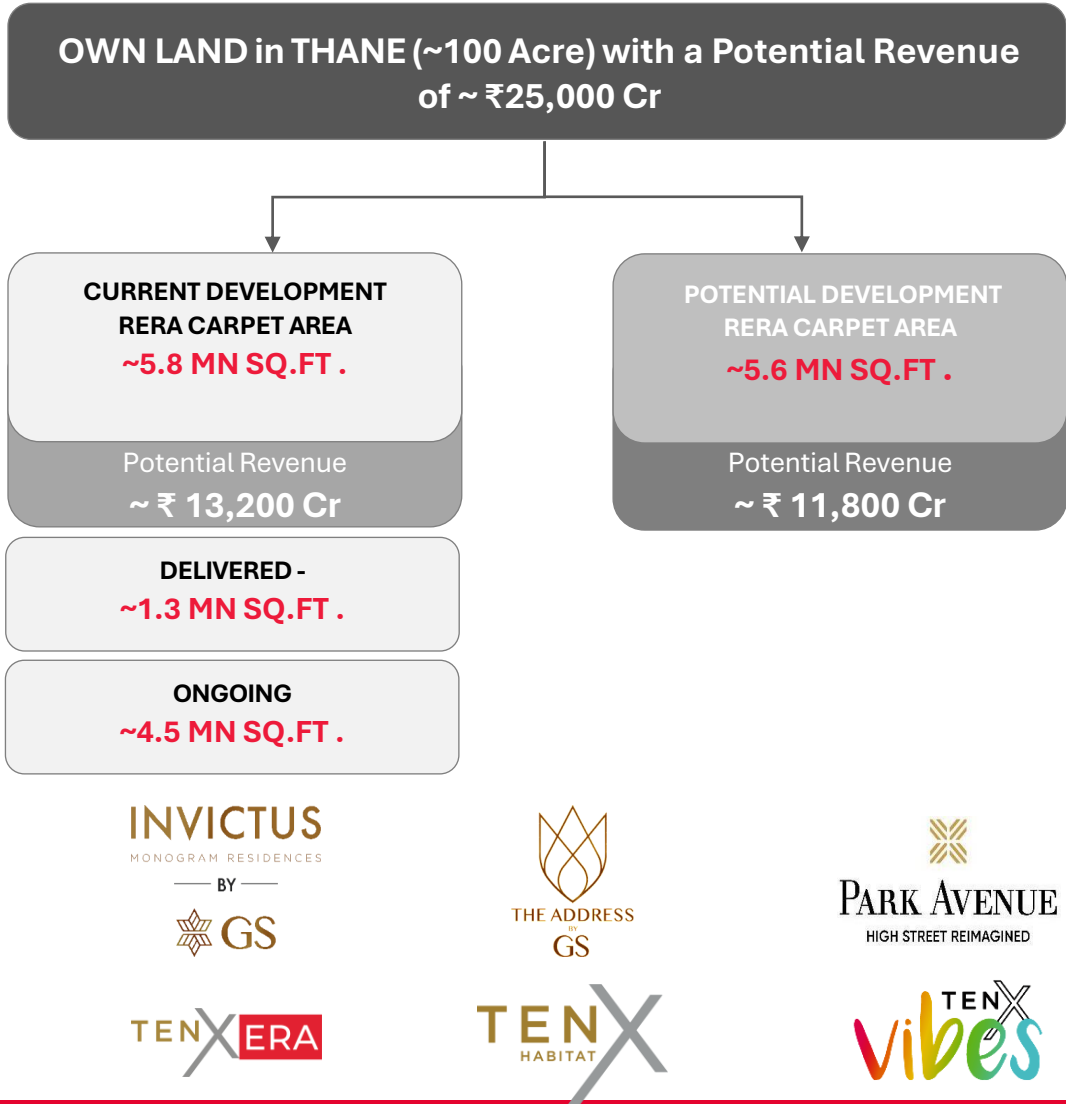 OWN LAND in THANE (~100 Acre) with a Potential Revenue
of ~ ₹25,000 Cr
CURRENT DEVELOPMENT
RERA CARPET AREA
~5.8 MN SQ.FT .
Potential Revenue
~ ₹ 13,200 Cr
POTENTIAL DEVELOPMENT
RERA CARPET AREA
~5.6 MN SQ.FT .
Potential Revenue
~ ₹ 11,800 Cr
DELIVERED -
~1.3 MN SQ.FT .
ONGOING
~4.5 MN SQ.FT .
INVICTUS
MONOGRAM RESIDENCES
BY
GS
THE ADDRESS
BY
GS
PARK AVENUE
HIGH STREET REIMAGINED
TENX ERA
TENX
HABITAT
TENX
vibes